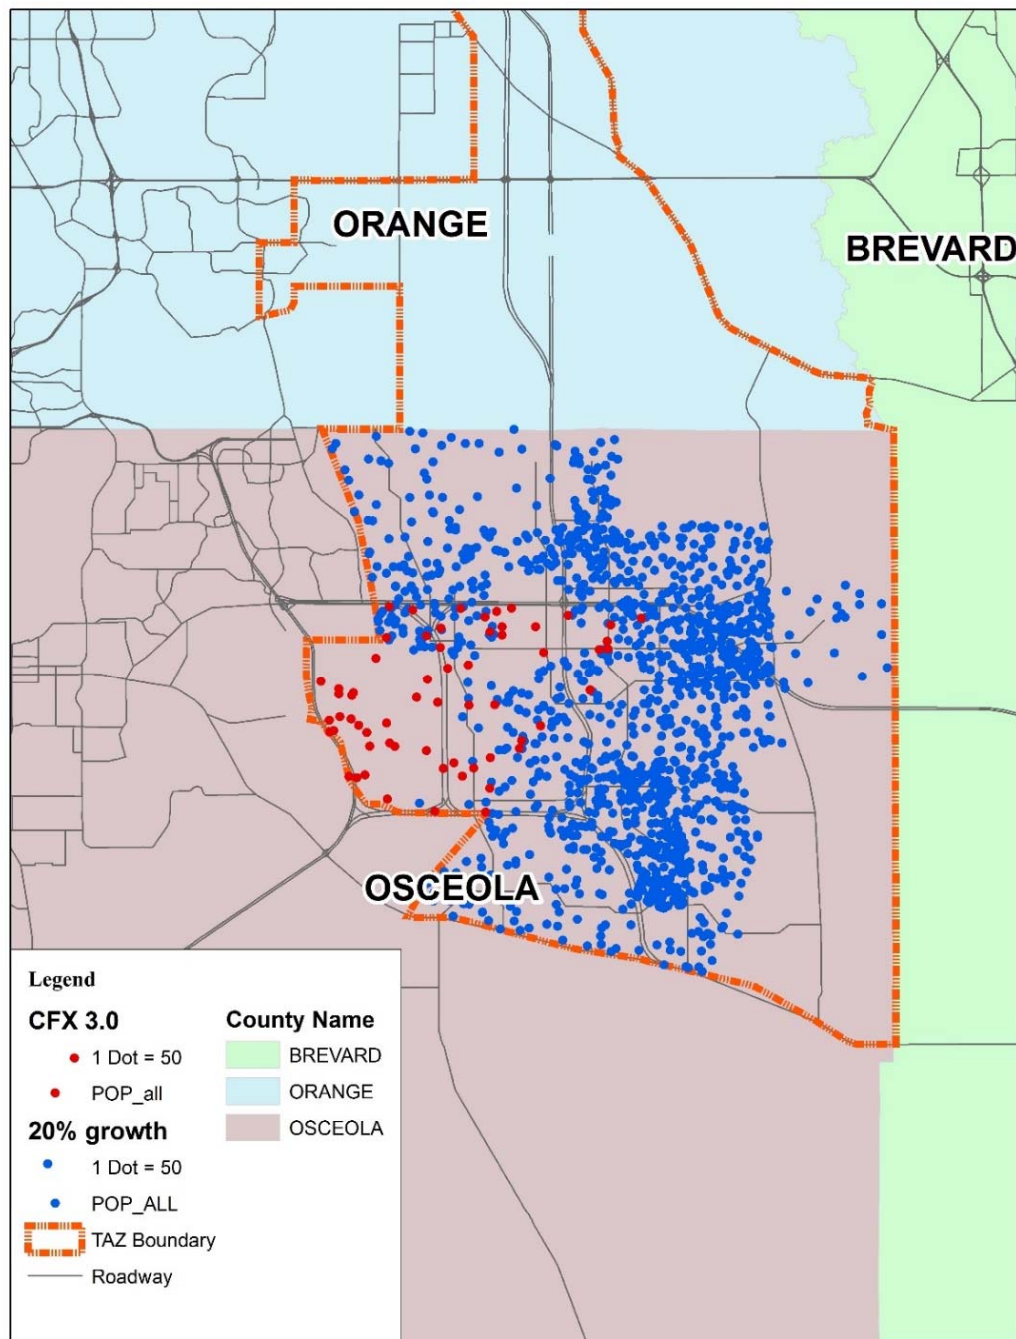 ORANGE
BREVARD
OSCEOLA
Legend
CFX 3.0
1 Dot = 50
POP_all
20% growth
1 Dot = 50
POP_ALL
TAZ Boundary
Roadway
County Name
BREVARD
ORANGE
OSCEOLA